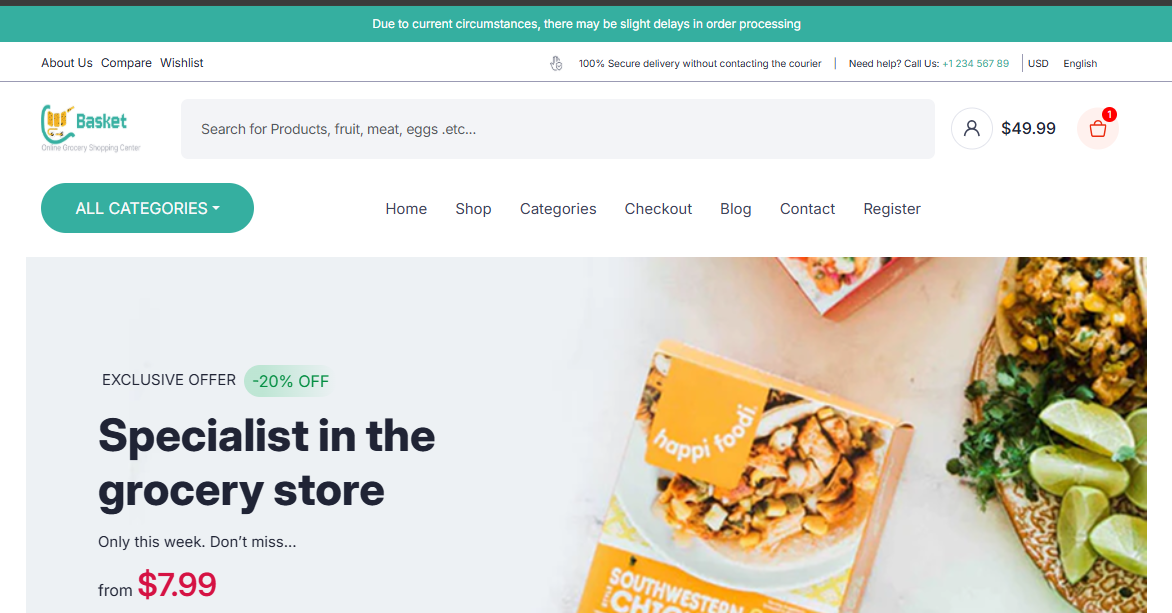 Due to current circumstances, there may be slight delays in order processing
About Us Compare Wishlist
100% Secure delivery without contacting the courier | Need help? Call Us: +1 234 567 89 | USD English
Basket
Online Grocery Shopping Center
Search for Products, fruit, meat, eggs .etc...
$49.99
1
ALL CATEGORIES
Home Shop Categories Checkout Blog Contact Register
EXCLUSIVE OFFER -20% OFF
Specialist in the
grocery store
Only this week. Don’t miss...
from $7.99
happi foodi.
SOUTHWESTERN
STYLE